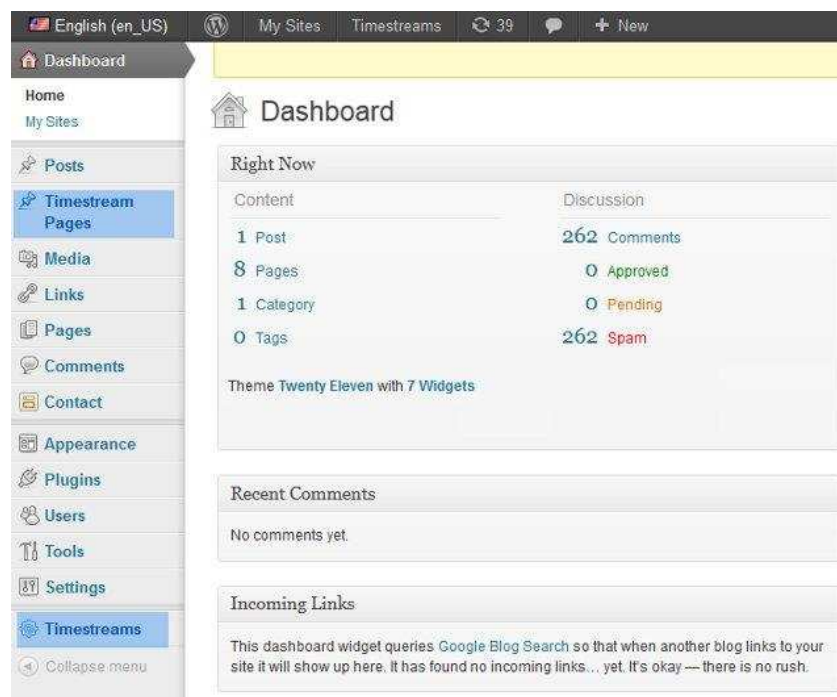 English (en_US) My Sites Timestreams 39 + New
Dashboard
Home
My Sites
Posts
Timestream
Pages
Media
Links
Pages
Comments
Contact
Appearance
Plugins
Users
Tools
Settings
Timestreams
Collapse menu
Dashboard
Right Now
Content
1 Post
8 Pages
1 Category
0 Tags
Discussion
262 Comments
0 Approved
0 Pending
262 Spam
Theme Twenty Eleven with 7 Widgets
Recent Comments
No comments yet.
Incoming Links
This dashboard widget queries Google Blog Search so that when another blog links to your
site it will show up here. It has found no incoming links… yet. It's okay — there is no rush.